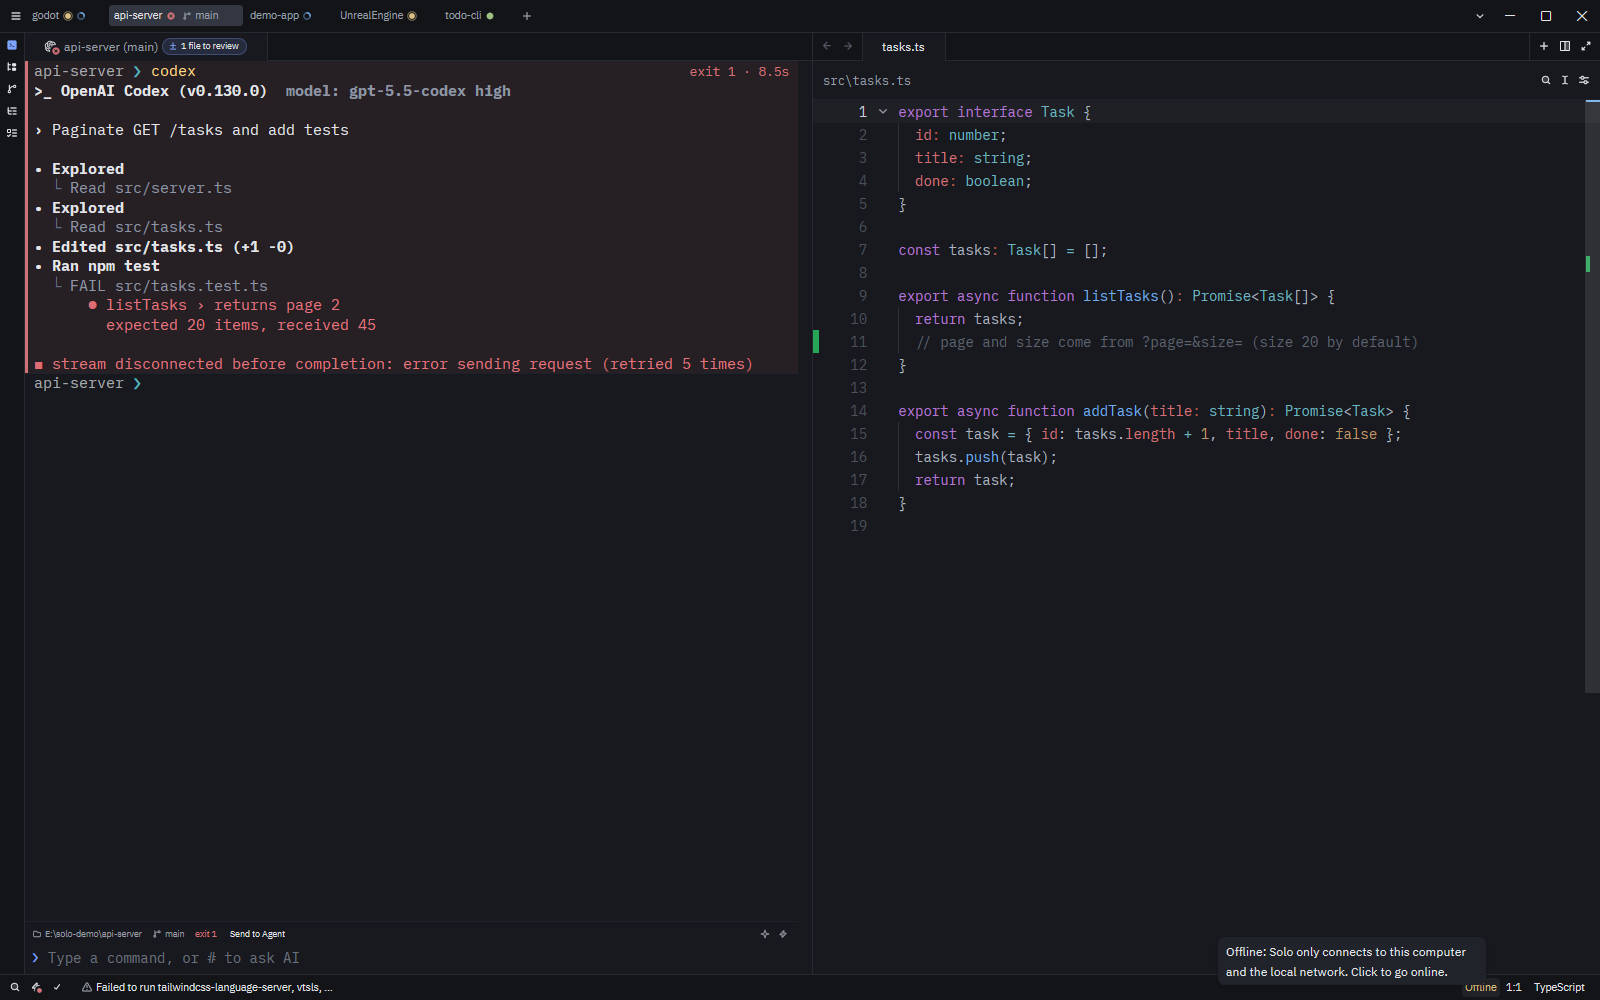 godot
api-server main
demo-app
UnrealEngine
todo-cli
api-server (main) 1 file to review
tasks.ts
api-server ❯ codex exit 1 · 8.5s
>_ OpenAI Codex (v0.130.0) model: gpt-5.5-codex high
› Paginate GET /tasks and add tests
• Explored
└ Read src/server.ts
• Explored
└ Read src/tasks.ts
• Edited src/tasks.ts (+1 -0)
• Ran npm test
└ FAIL src/tasks.test.ts
● listTasks › returns page 2
expected 20 items, received 45
■ stream disconnected before completion: error sending request (retried 5 times)
api-server ❯
E:\solo-demo\api-server main exit 1 Send to Agent
❯ Type a command, or # to ask AI
src\tasks.ts
1 export interface Task {
2 id: number;
3 title: string;
4 done: boolean;
5 }
6
7 const tasks: Task[] = [];
8
9 export async function listTasks(): Promise<Task[]> {
10 return tasks;
11 // page and size come from ?page=&size= (size 20 by default)
12 }
13
14 export async function addTask(title: string): Promise<Task> {
15 const task = { id: tasks.length + 1, title, done: false };
16 tasks.push(task);
17 return task;
18 }
19
Offline: Solo only connects to this computer
and the local network. Click to go online.
Failed to run tailwindcss-language-server, vtsls, ...
Offline 1:1 TypeScript